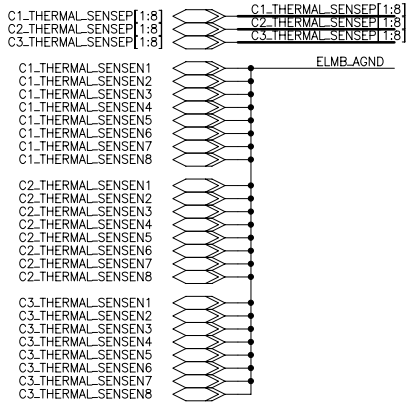 C1_THERMAL_SENSEP[1:8] C1_THERMAL_SENSEP[1:8]
C2_THERMAL_SENSEP[1:8] C2_THERMAL_SENSEP[1:8]
C3_THERMAL_SENSEP[1:8] C3_THERMAL_SENSEP[1:8]
C1_THERMAL_SENSEN1 ELMB_AGND
C1_THERMAL_SENSEN2
C1_THERMAL_SENSEN3
C1_THERMAL_SENSEN4
C1_THERMAL_SENSEN5
C1_THERMAL_SENSEN6
C1_THERMAL_SENSEN7
C1_THERMAL_SENSEN8
C2_THERMAL_SENSEN1
C2_THERMAL_SENSEN2
C2_THERMAL_SENSEN3
C2_THERMAL_SENSEN4
C2_THERMAL_SENSEN5
C2_THERMAL_SENSEN6
C2_THERMAL_SENSEN7
C2_THERMAL_SENSEN8
C3_THERMAL_SENSEN1
C3_THERMAL_SENSEN2
C3_THERMAL_SENSEN3
C3_THERMAL_SENSEN4
C3_THERMAL_SENSEN5
C3_THERMAL_SENSEN6
C3_THERMAL_SENSEN7
C3_THERMAL_SENSEN8